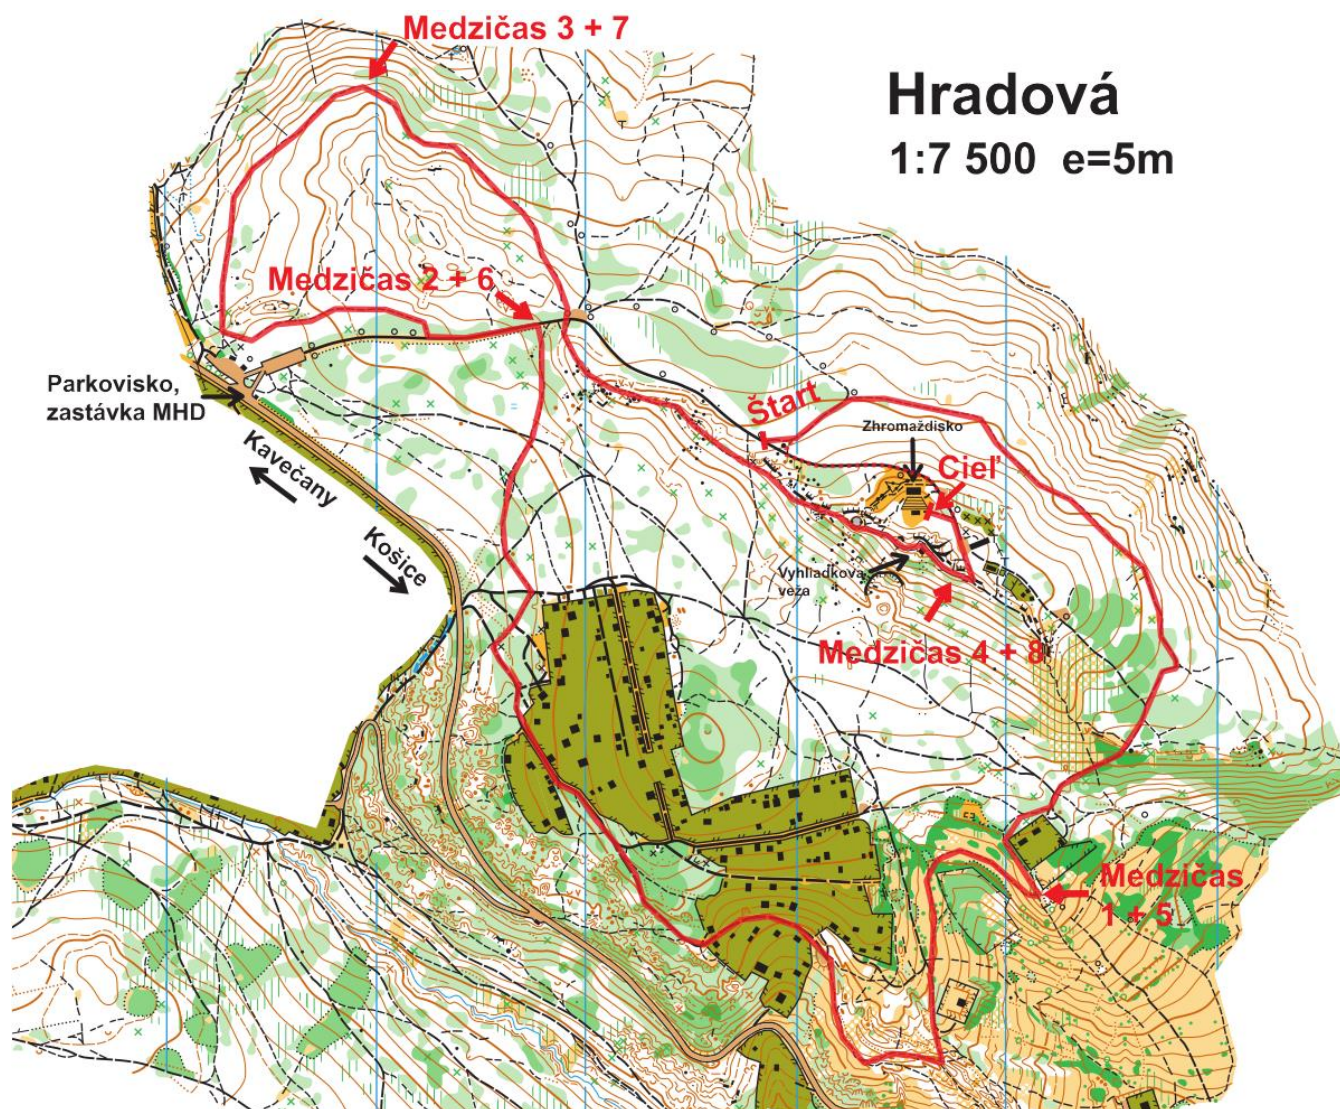 Medzičas 3 + 7
Hradová
1:7 500 e=5m
Medzičas 2 + 6
Parkovisko,
zastávka MHD
Štart
Zhromaždisko
Cieľ
Kavečany
Košice
Vyhliadková
veža
Medzičas 4 + 8
Medzičas
1 + 5